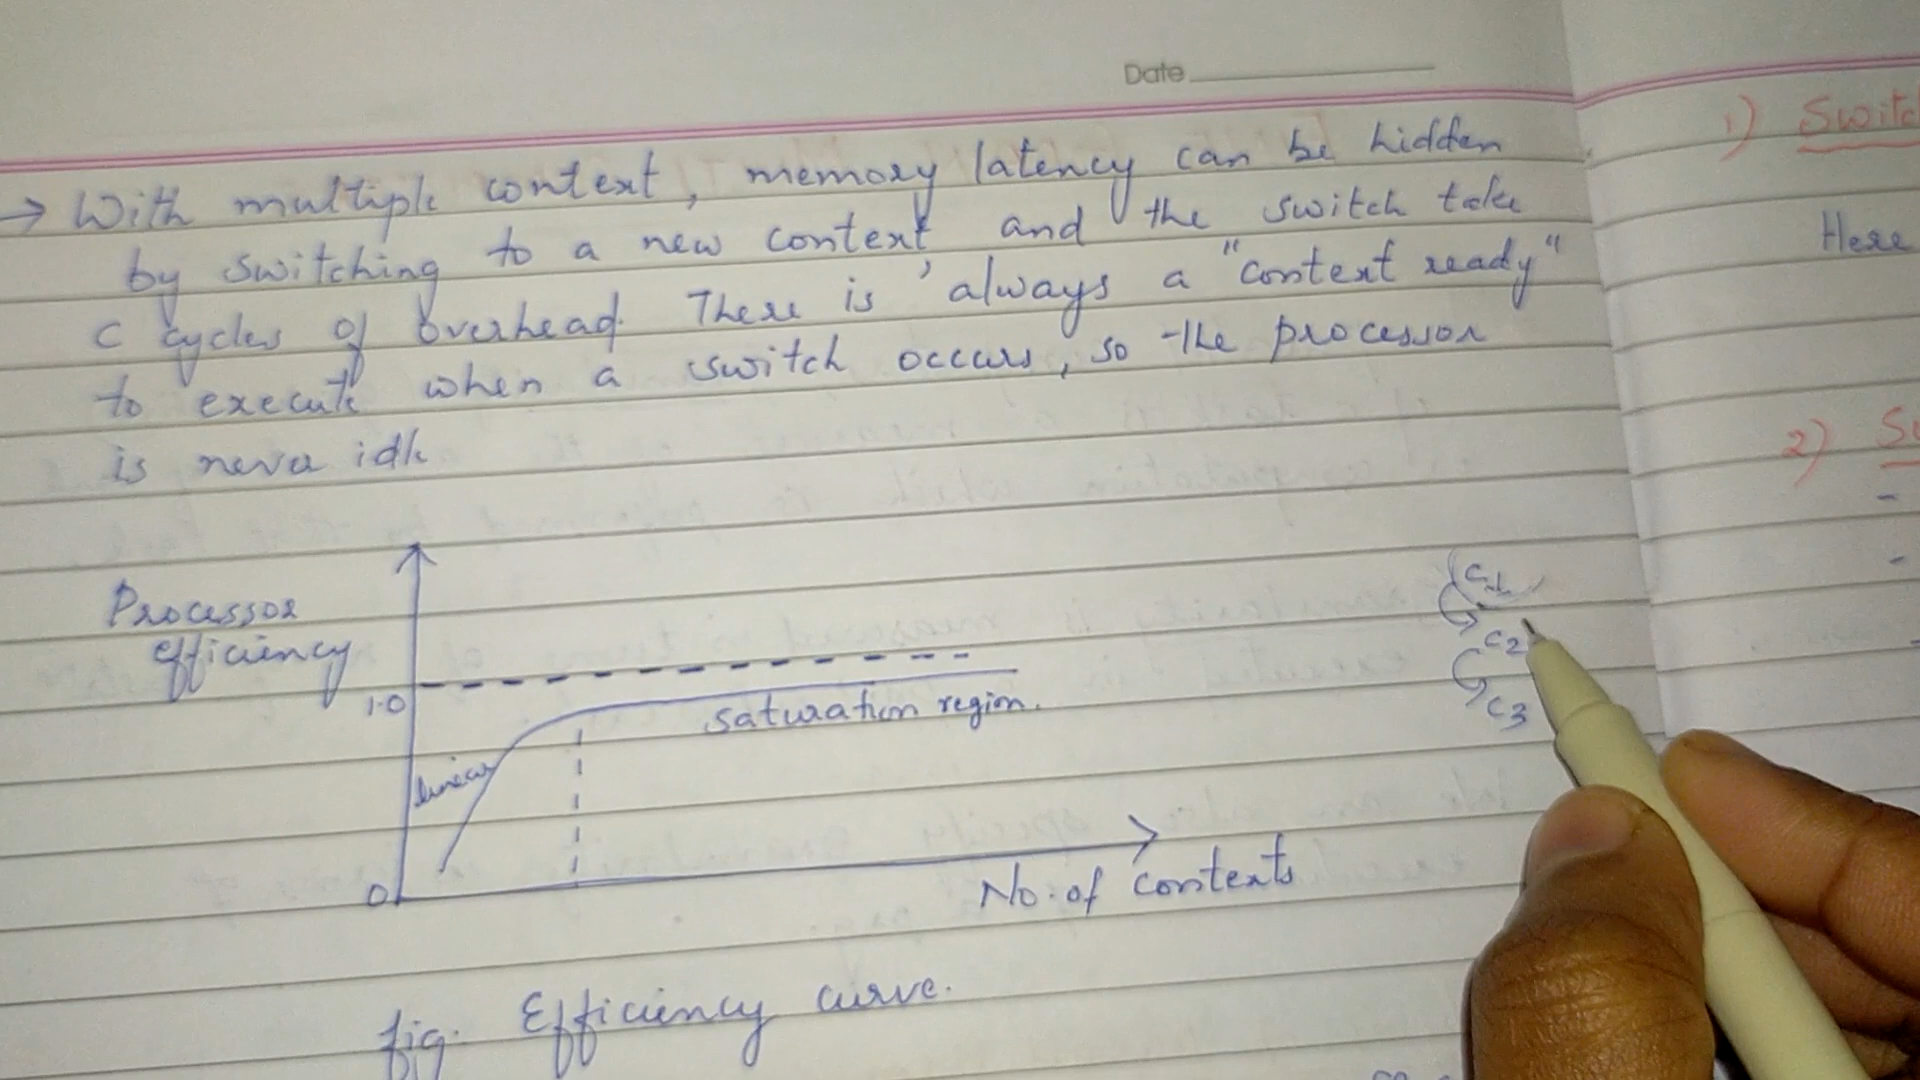 Date
→ With multiple context, memory latency can be hidden
by switching to a new context and the switch take
C cycles of overhead. There is always a "context ready"
to execute when a switch occurs, so the processor
is never idle
Processor
efficiency
1.0
saturation region.
linear
0
No. of contexts
fig. Efficiency curve.
C1
C2
C3
1) Switc
Here
2) S